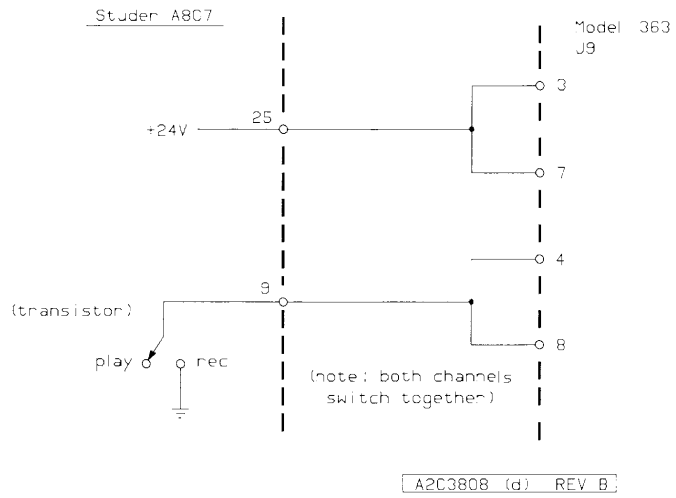 Studer A8C7
Model 363
J9
3
+24V
25
7
4
9
(transistor)
play
rec
8
(note: both channels
switch together)
A2C3808 (d) REV B